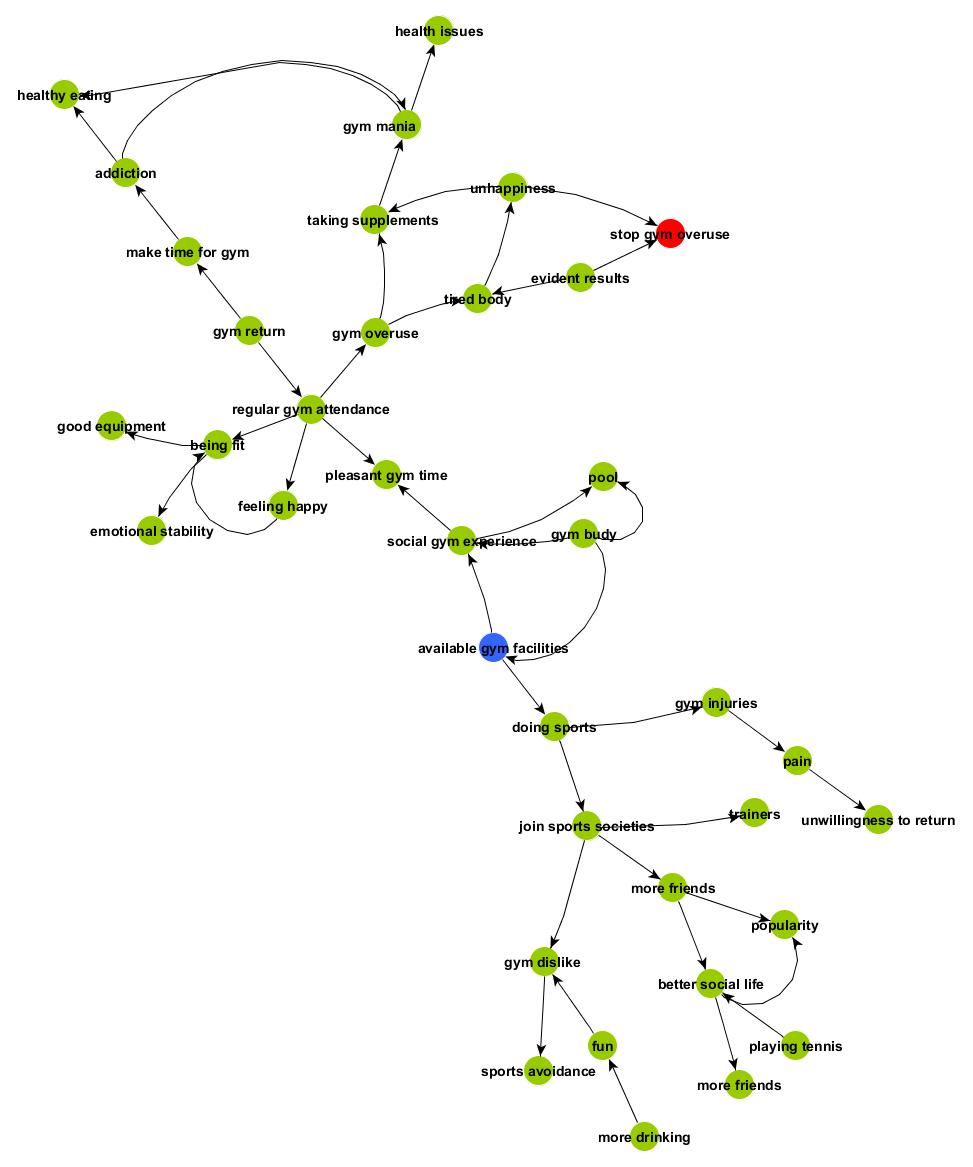 health issues
healthy eating
gym mania
addiction
unhappiness
taking supplements
stop gym overuse
make time for gym
evident results
tired body
gym return
gym overuse
regular gym attendance
good equipment
being fit
pleasant gym time
pool
feeling happy
emotional stability
gym budy
social gym experience
available gym facilities
gym injuries
doing sports
pain
trainers
unwillingness to return
join sports societies
more friends
popularity
gym dislike
better social life
fun
playing tennis
sports avoidance
more friends
more drinking